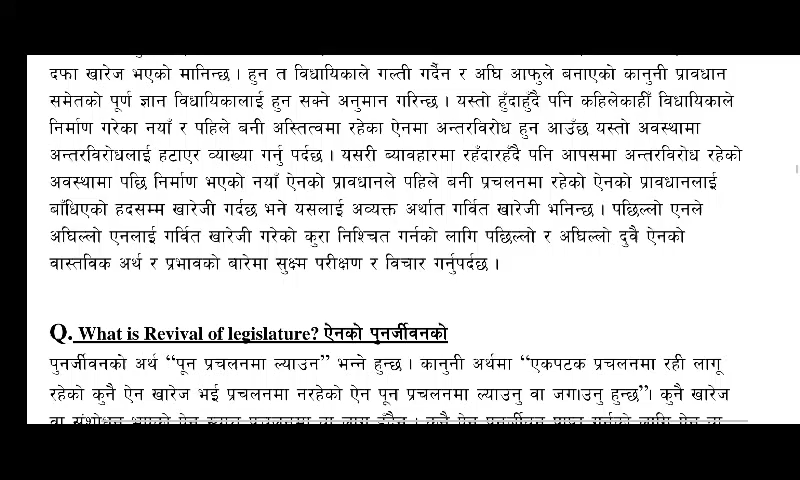 दफा खारेज भएको मानिन्छ । हुन त विधायिकाले गल्ती गर्दैन र अघि आफुले बनाएको कानुनी प्रावधान
समेतको पूर्ण ज्ञान विधायिकालाई हुन सक्ने अनुमान गरिन्छ । यस्तो हुँदाहुँदै पनि कहिलेकाहीँ विधायिकाले
निर्माण गरेका नयाँ र पहिले बनी अस्तित्वमा रहेका ऐनमा अन्तरविरोध हुन आउँछ यस्तो अवस्थामा
अन्तरविरोधलाई हटाएर व्याख्या गर्नु पर्दछ । यसरी ब्यावहारमा रहँदारहँदै पनि आपसमा अन्तरविरोध रहेको
अवस्थामा पछि निर्माण भएको नयाँ ऐनको प्रावधानले पहिले बनी प्रचलनमा रहेको ऐनको प्रावधानलाई
बाँधिएको हदसम्म खारेजी गर्दछ भने यसलाई अव्यक्त अर्थात गर्वित खारेजी भनिन्छ । पछिल्लो एनले
अघिल्लो एनलाई गर्वित खारेजी गरेको कुरा निश्चित गर्नको लागि पछिल्लो र अघिल्लो दुवै ऐनको
वास्तविक अर्थ र प्रभावको बारेमा सुक्ष्म परीक्षण र विचार गर्नुपर्दछ ।
Q. What is Revival of legislature? ऐनको पुनर्जीवनको
पुनर्जीवनको अर्थ “पून प्रचलनमा ल्याउन” भन्ने हुन्छ । कानुनी अर्थमा “एकपटक प्रचलनमा रही लागू
रहेको कुनै ऐन खारेज भई प्रचलनमा नरहेको ऐन पून प्रचलनमा ल्याउनु वा जगाउनु हुन्छ”। कुनै खारेज